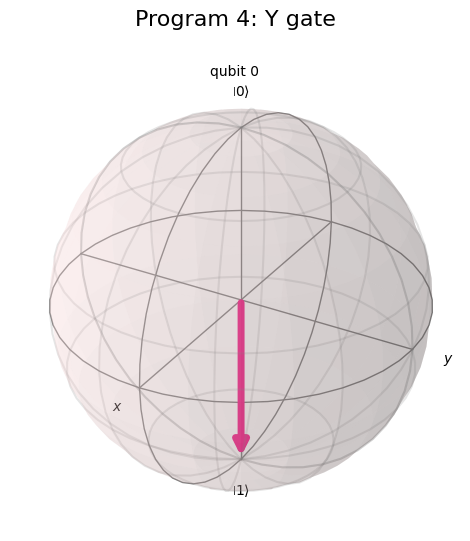 Program 4: Y gate
qubit 0
|0⟩
x
y
|1⟩